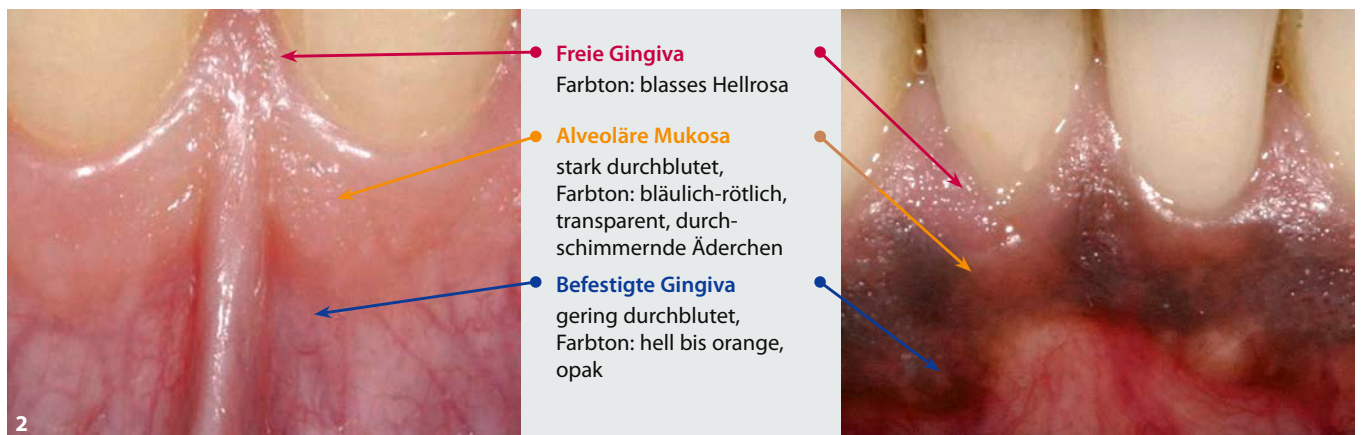 Freie Gingiva
Farbton: blasses Hellrosa
Alveoläre Mukosa
stark durchblutet,
Farbton: bläulich-rötlich,
transparent, durch-
schimmernde Äderchen
Befestigte Gingiva
gering durchblutet,
Farbton: hell bis orange,
opak
2